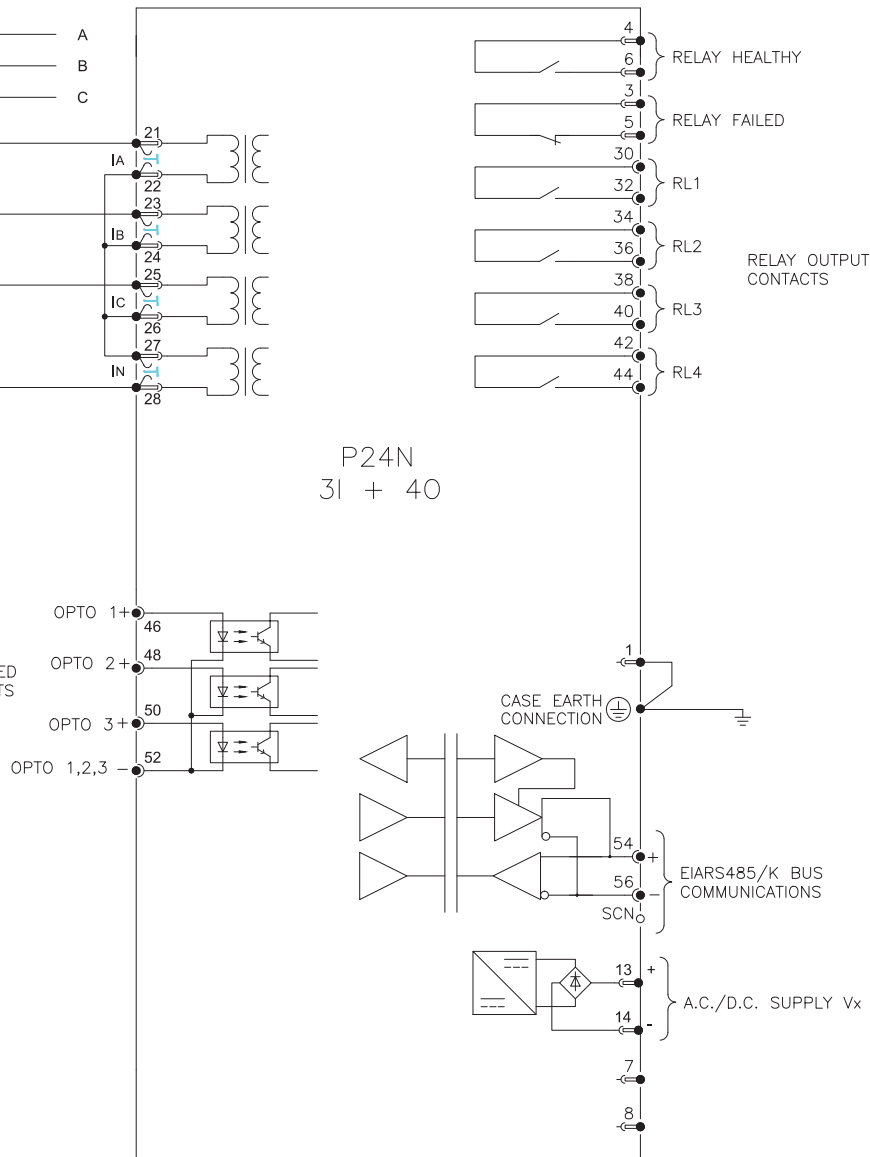 A
B
C
4
6
RELAY HEALTHY
3
5
RELAY FAILED
30
32
RL1
34
36
RL2
38
40
RL3
42
44
RL4
RELAY OUTPUT
CONTACTS
21
IA
22
23
IB
24
25
IC
26
27
IN
28
P24N
3I + 4O
OPTO 1+
46
OPTO 2+
48
OPTO 3+
50
OPTO 1,2,3 -
52
ED
TS
1
CASE EARTH
CONNECTION
54
+
56
-
SCN
EIARS485/K BUS
COMMUNICATIONS
13
+
14
-
A.C./D.C. SUPPLY Vx
7
8